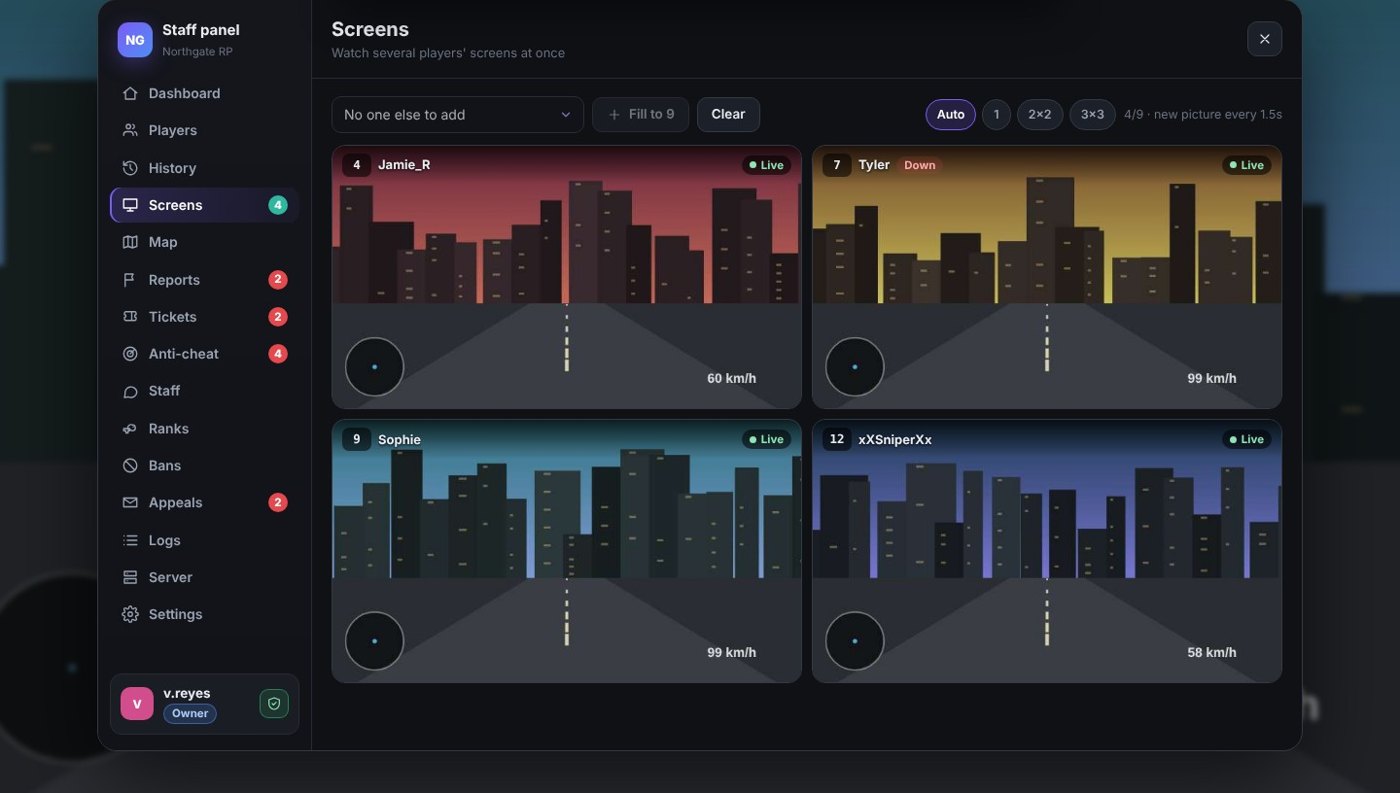 NG
Staff panel
Northgate RP
Dashboard
Players
History
Screens 4
Map
Reports 2
Tickets 2
Anti-cheat 4
Staff
Ranks
Bans
Appeals 2
Logs
Server
Settings
V
v.reyes
Owner
Screens
Watch several players' screens at once
No one else to add
Fill to 9
Clear
Auto
1
2×2
3×3
4/9 · new picture every 1.5s
4 Jamie_R Live
60 km/h
7 Tyler Down Live
99 km/h
9 Sophie Live
99 km/h
12 xXSniperXx Live
58 km/h